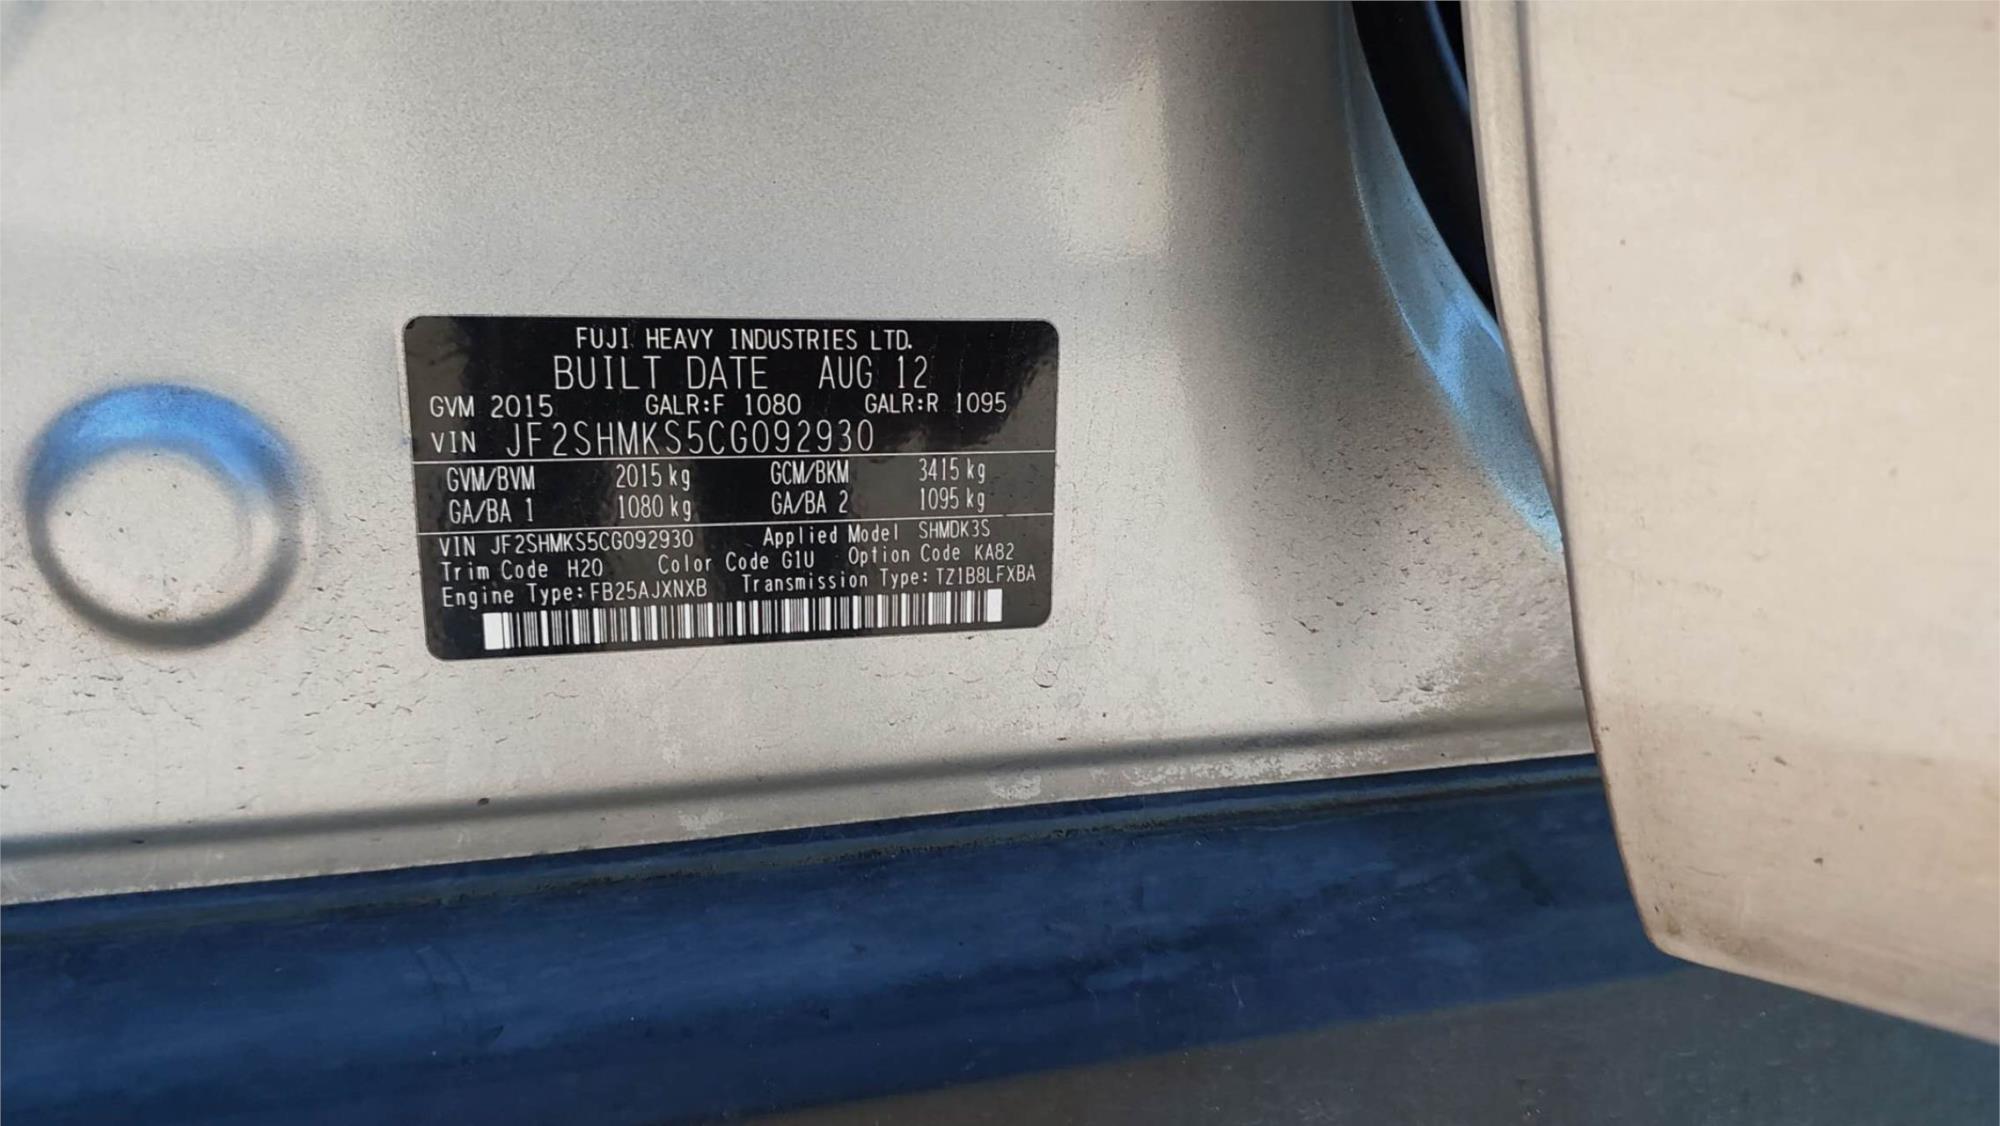 FUJI HEAVY INDUSTRIES LTD.
BUILT DATE AUG 12
GVM 2015 GALR:F 1080 GALR:R 1095
VIN JF2SHMKS5CG092930
GVM/BVM 2015 kg GCM/BKM 3415 kg
GA/BA 1 1080 kg GA/BA 2 1095 kg
VIN JF2SHMKS5CG092930 Applied Model SHMDK3S
Trim Code H20 Color Code G1U Option Code KA82
Engine Type:FB25AJXNXB Transmission Type:TZ1B8LFXBA